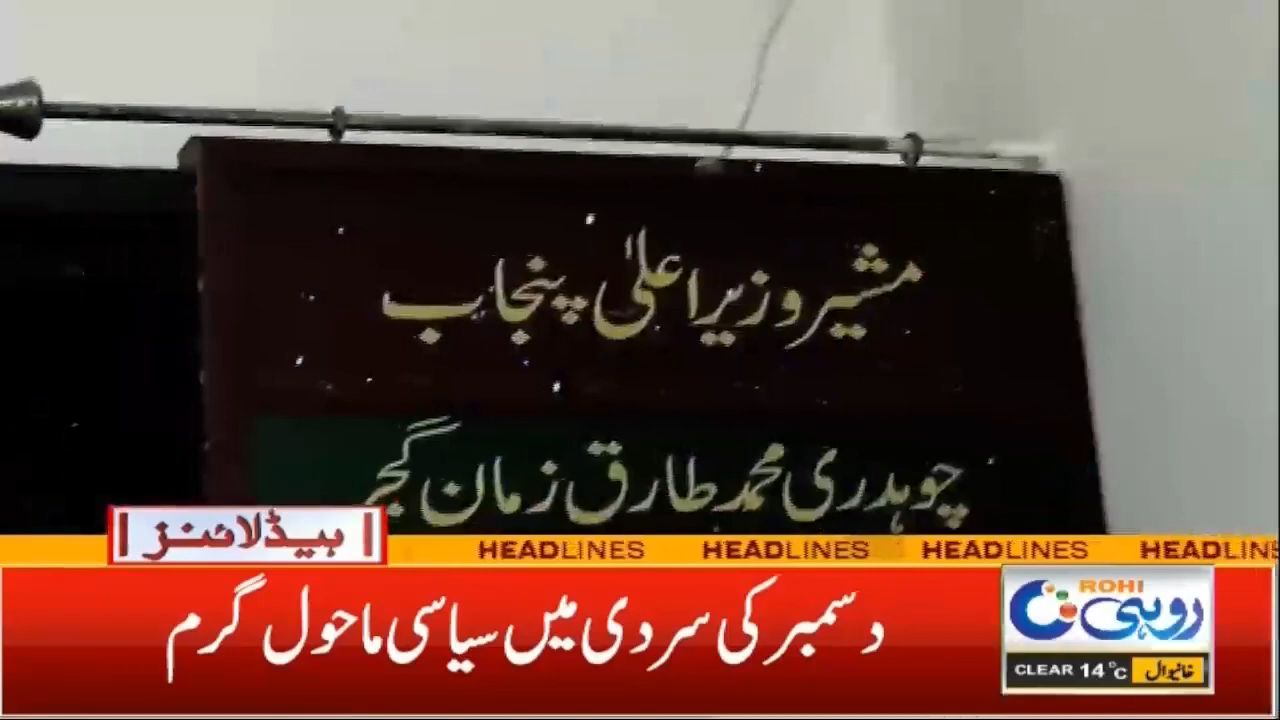 مشیر وزیراعلیٰ پنجاب
چوہدری محمد طارق زمان گجر
ہیڈلائنز
HEADLINES HEADLINES HEADLINES HEADLIN
دسمبر کی سردی میں سیاسی ماحول گرم
ROHI
روہی
CLEAR 14°C خانیوال